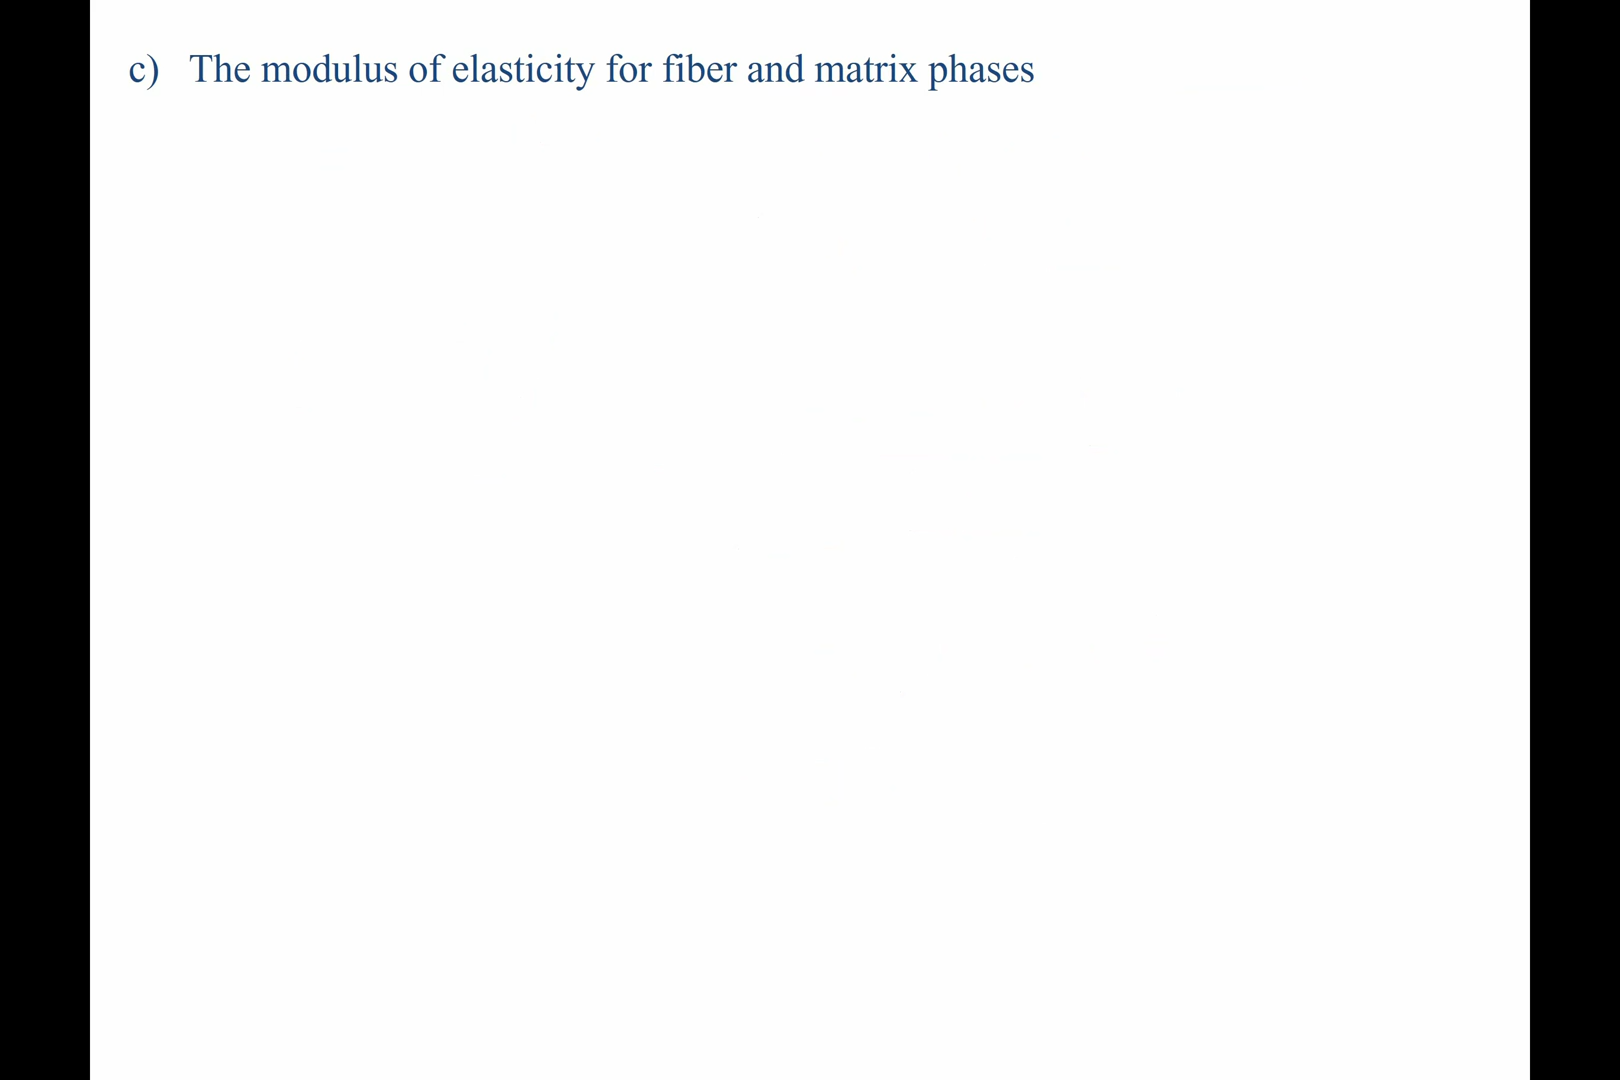 c) The modulus of elasticity for fiber and matrix phases